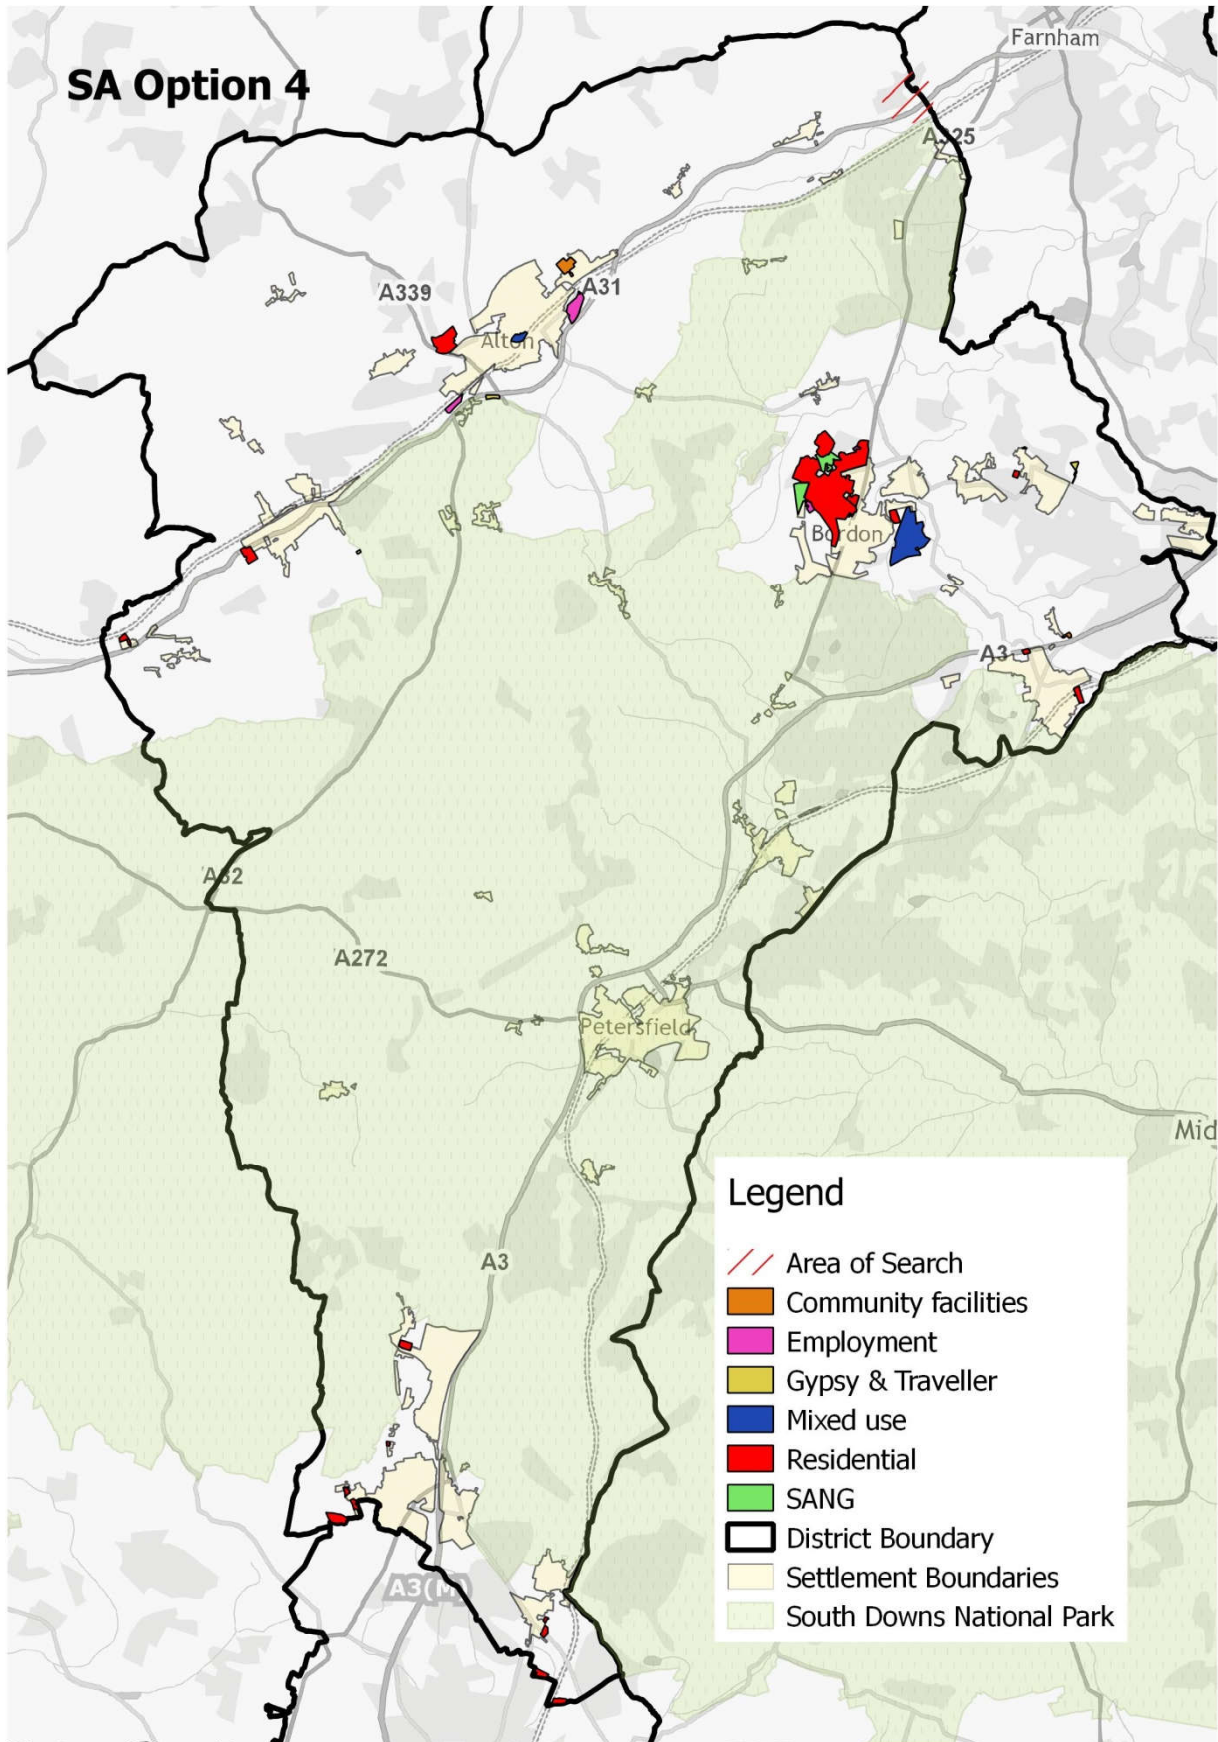 SA Option 4
Farnham
A325
A339
A31
Alton
Bordon
A3
A32
A272
Petersfield
Mid
A3
A3(M)
Legend
Area of Search
Community facilities
Employment
Gypsy & Traveller
Mixed use
Residential
SANG
District Boundary
Settlement Boundaries
South Downs National Park